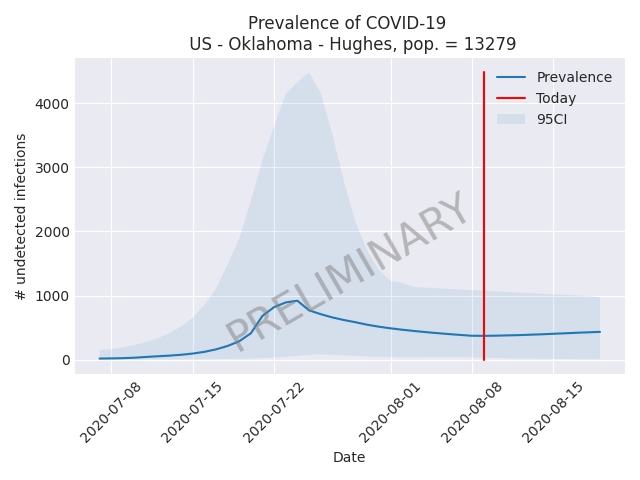 Prevalence of COVID-19
US - Oklahoma - Hughes, pop. = 13279
Prevalence
Today
95CI
4000
3000
2000
1000
0
# undetected infections
PRELIMINARY
2020-07-08
2020-07-15
2020-07-22
2020-08-01
2020-08-08
2020-08-15
Date